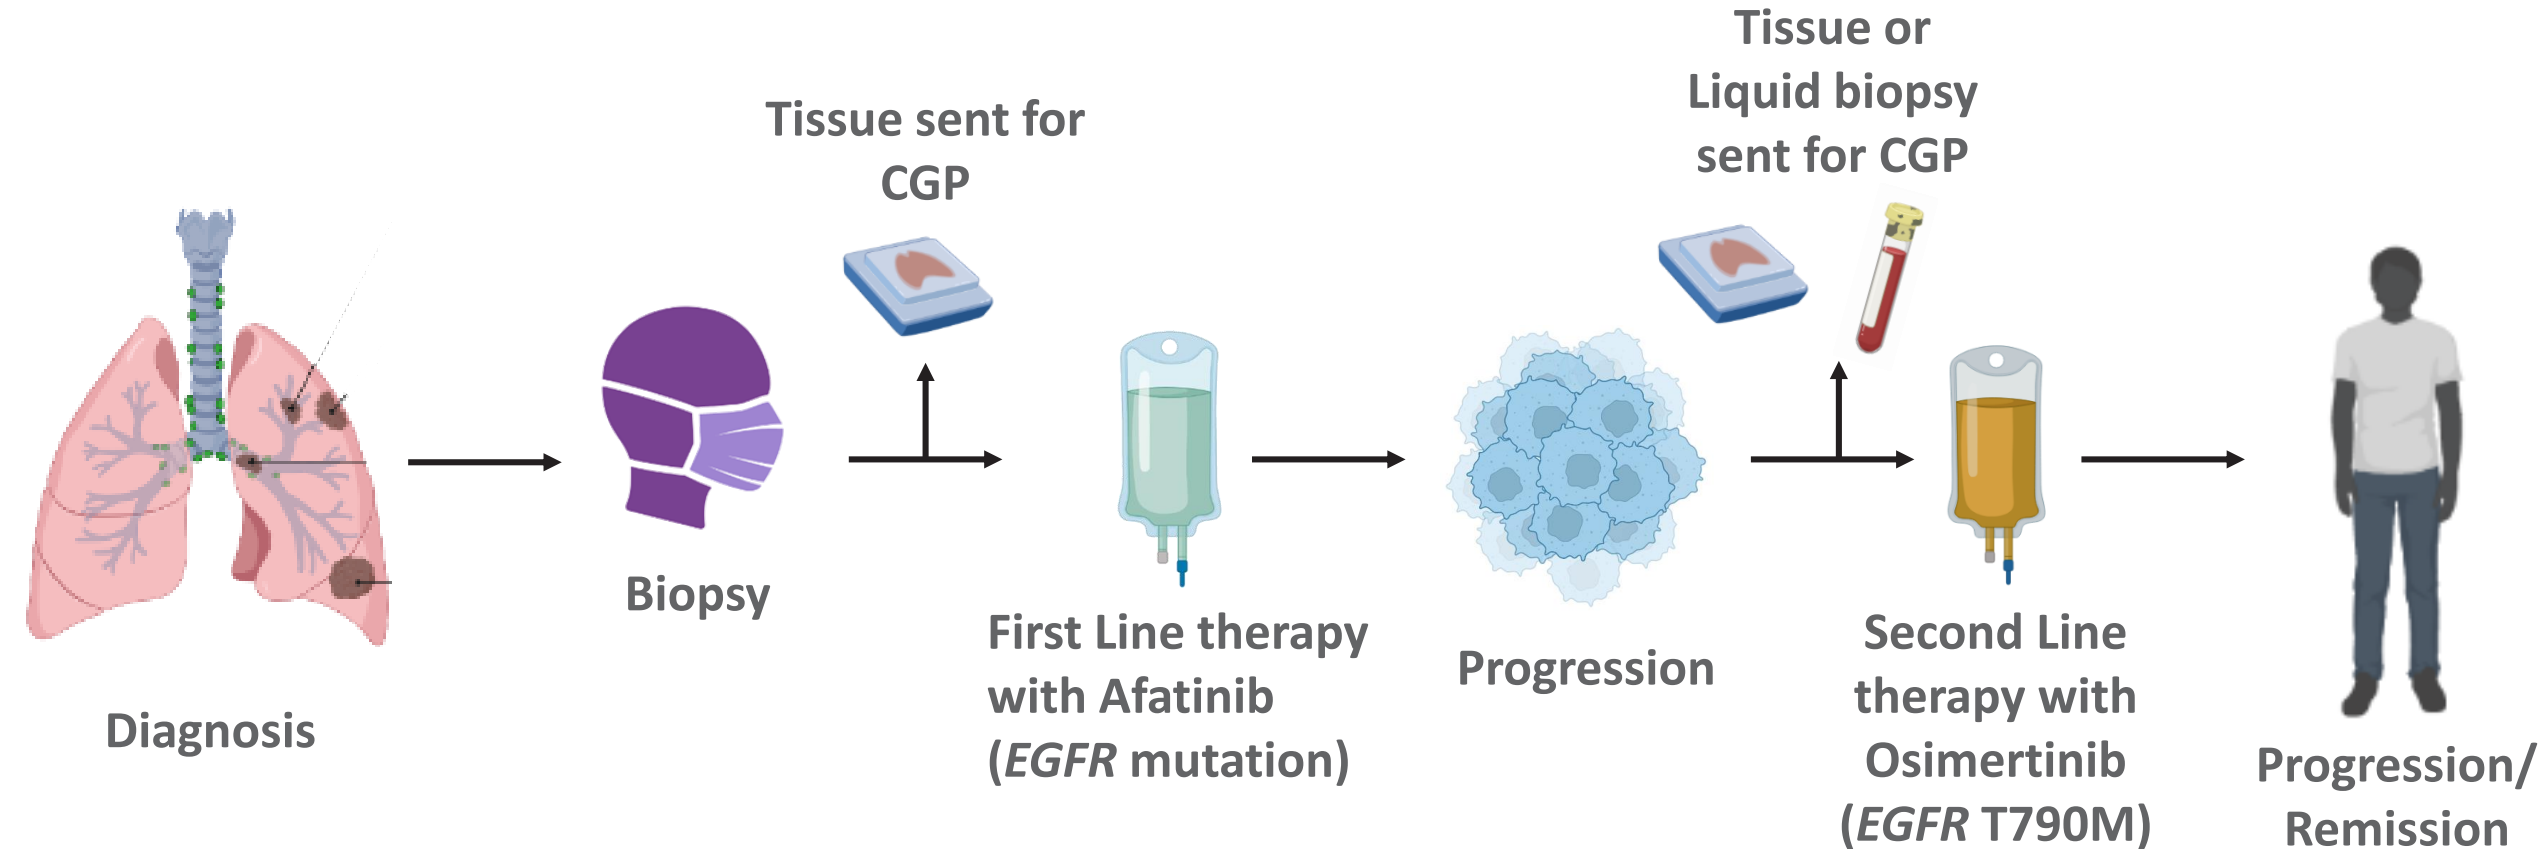 Diagnosis
Biopsy
Tissue sent for
CGP
First Line therapy
with Afatinib
(EGFR mutation)
Progression
Tissue or
Liquid biopsy
sent for CGP
Second Line
therapy with
Osimertinib
(EGFR T790M)
Progression/
Remission